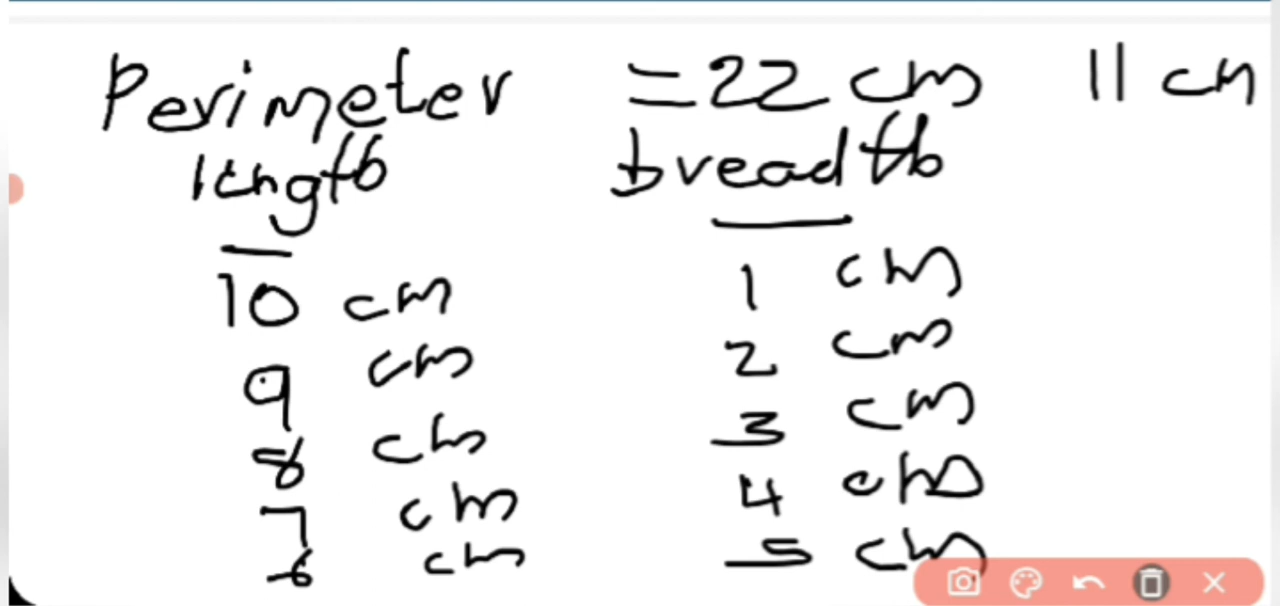 Perimeter = 22 cm 11 cm
length breadth
10 cm 1 cm
9 cm 2 cm
8 cm 3 cm
7 cm 4 cm
6 cm 5 cm